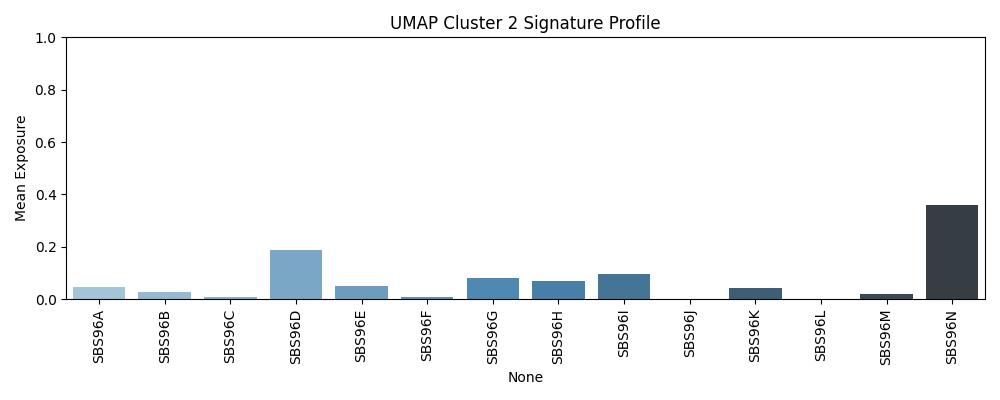 UMAP Cluster 2 Signature Profile
1.0
0.8
0.6
0.4
0.2
0.0
Mean Exposure
SBS96A
SBS96B
SBS96C
SBS96D
SBS96E
SBS96F
SBS96G
SBS96H
SBS96I
SBS96J
SBS96K
SBS96L
SBS96M
SBS96N
None